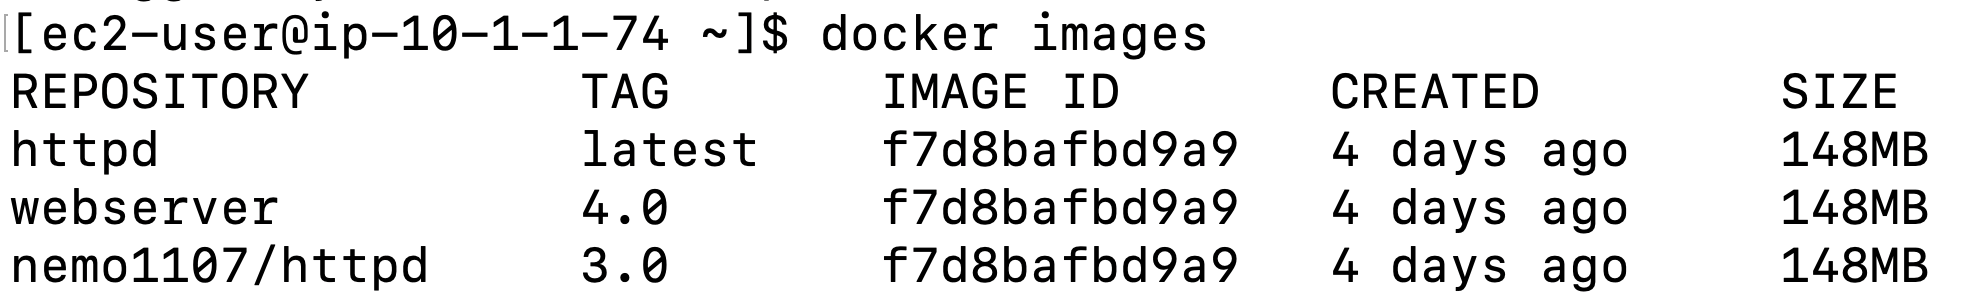 [ec2-user@ip-10-1-1-74 ~]$ docker images
REPOSITORY TAG IMAGE ID CREATED SIZE
httpd latest f7d8bafbd9a9 4 days ago 148MB
webserver 4.0 f7d8bafbd9a9 4 days ago 148MB
nemo1107/httpd 3.0 f7d8bafbd9a9 4 days ago 148MB